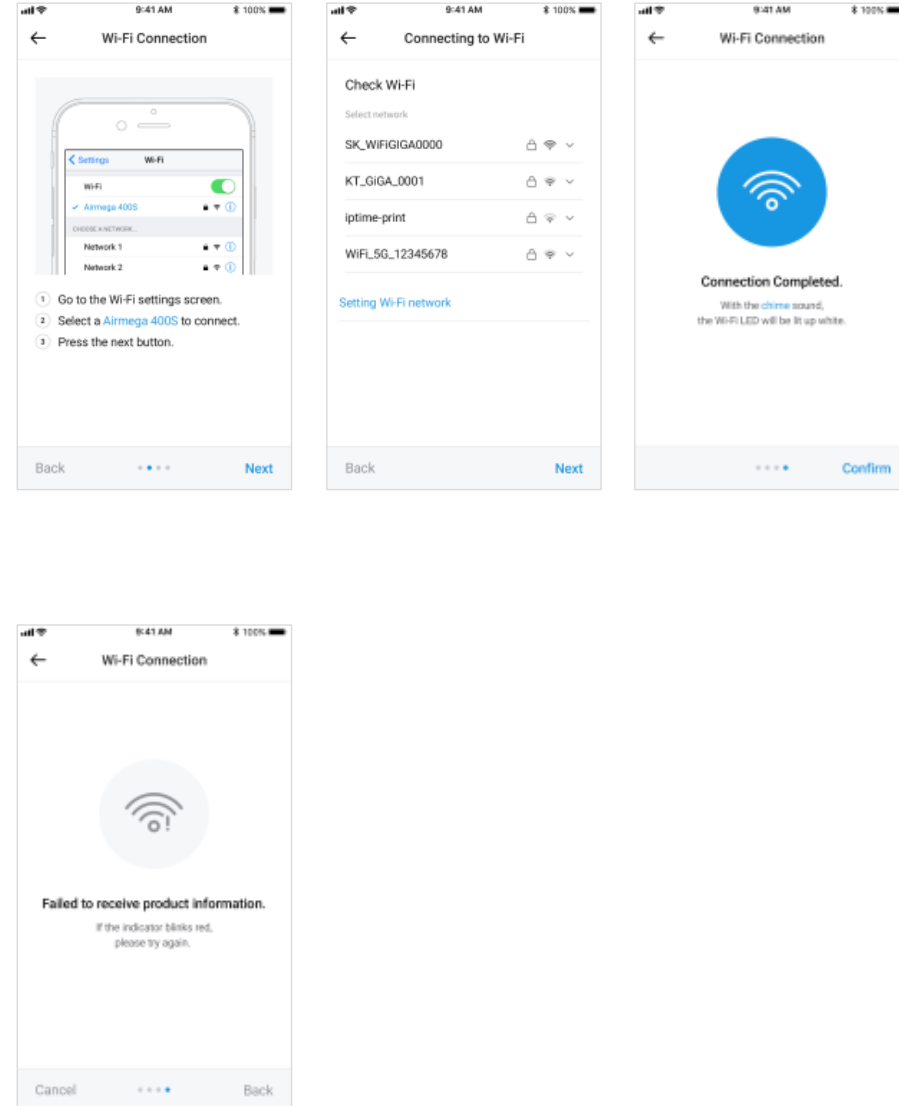 9:41 AM 100%
Wi-Fi Connection
Settings Wi-Fi
Wi-Fi
Airmega 400S
CHOOSE A NETWORK...
Network 1
Network 2
1 Go to the Wi-Fi settings screen.
2 Select a Airmega 400S to connect.
3 Press the next button.
Back Next
9:41 AM 100%
Connecting to Wi-Fi
Check Wi-Fi
Select network
SK_WiFiGIGA0000
KT_GiGA_0001
iptime-print
WiFi_5G_12345678
Setting Wi-Fi network
Back Next
9:41 AM 100%
Wi-Fi Connection
Connection Completed.
With the chime sound,
the Wi-Fi LED will be lit up white.
Confirm
9:41 AM 100%
Wi-Fi Connection
Failed to receive product information.
If the indicator blinks red,
please try again.
Cancel Back